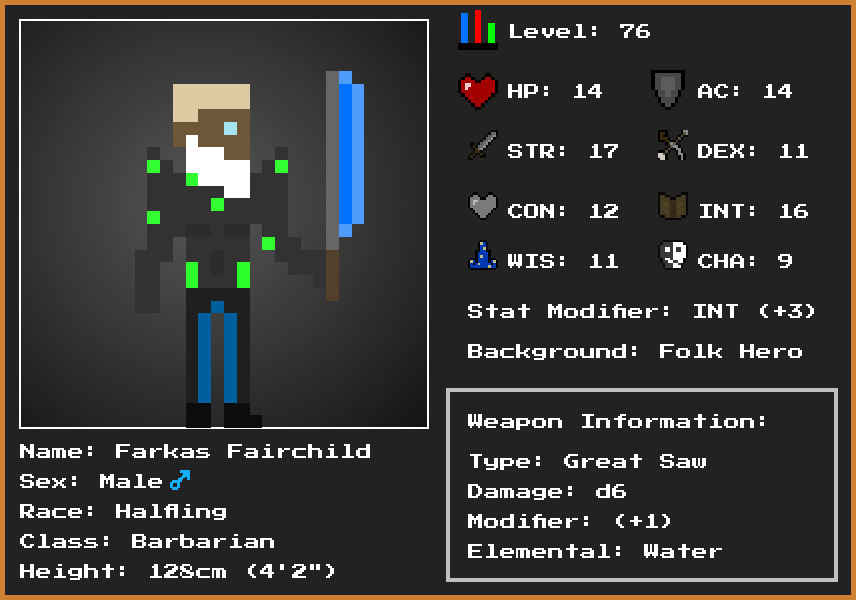 Level: 76
HP: 14 AC: 14
STR: 17 DEX: 11
CON: 12 INT: 16
WIS: 11 CHA: 9
Stat Modifier: INT (+3)
Background: Folk Hero
Weapon Information:
Type: Great Saw
Damage: d6
Modifier: (+1)
Elemental: Water
Name: Farkas Fairchild
Sex: Male♂
Race: Halfling
Class: Barbarian
Height: 128cm (4'2")